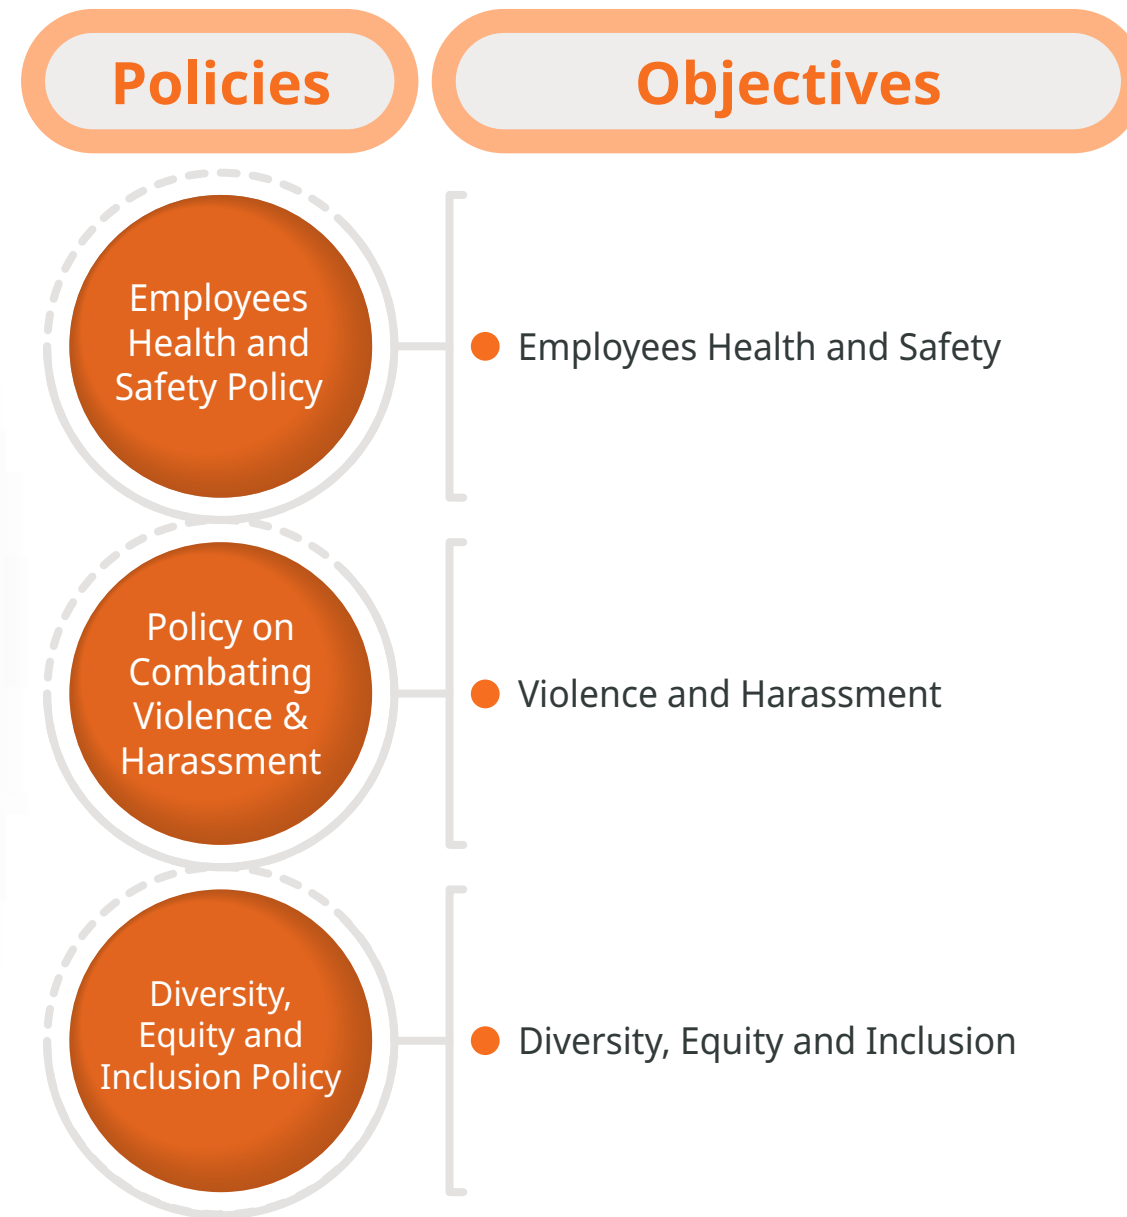 Policies
Objectives
Employees
Health and
Safety Policy
Employees Health and Safety
Policy on
Combating
Violence &
Harassment
Violence and Harassment
Diversity,
Equity and
Inclusion Policy
Diversity, Equity and Inclusion